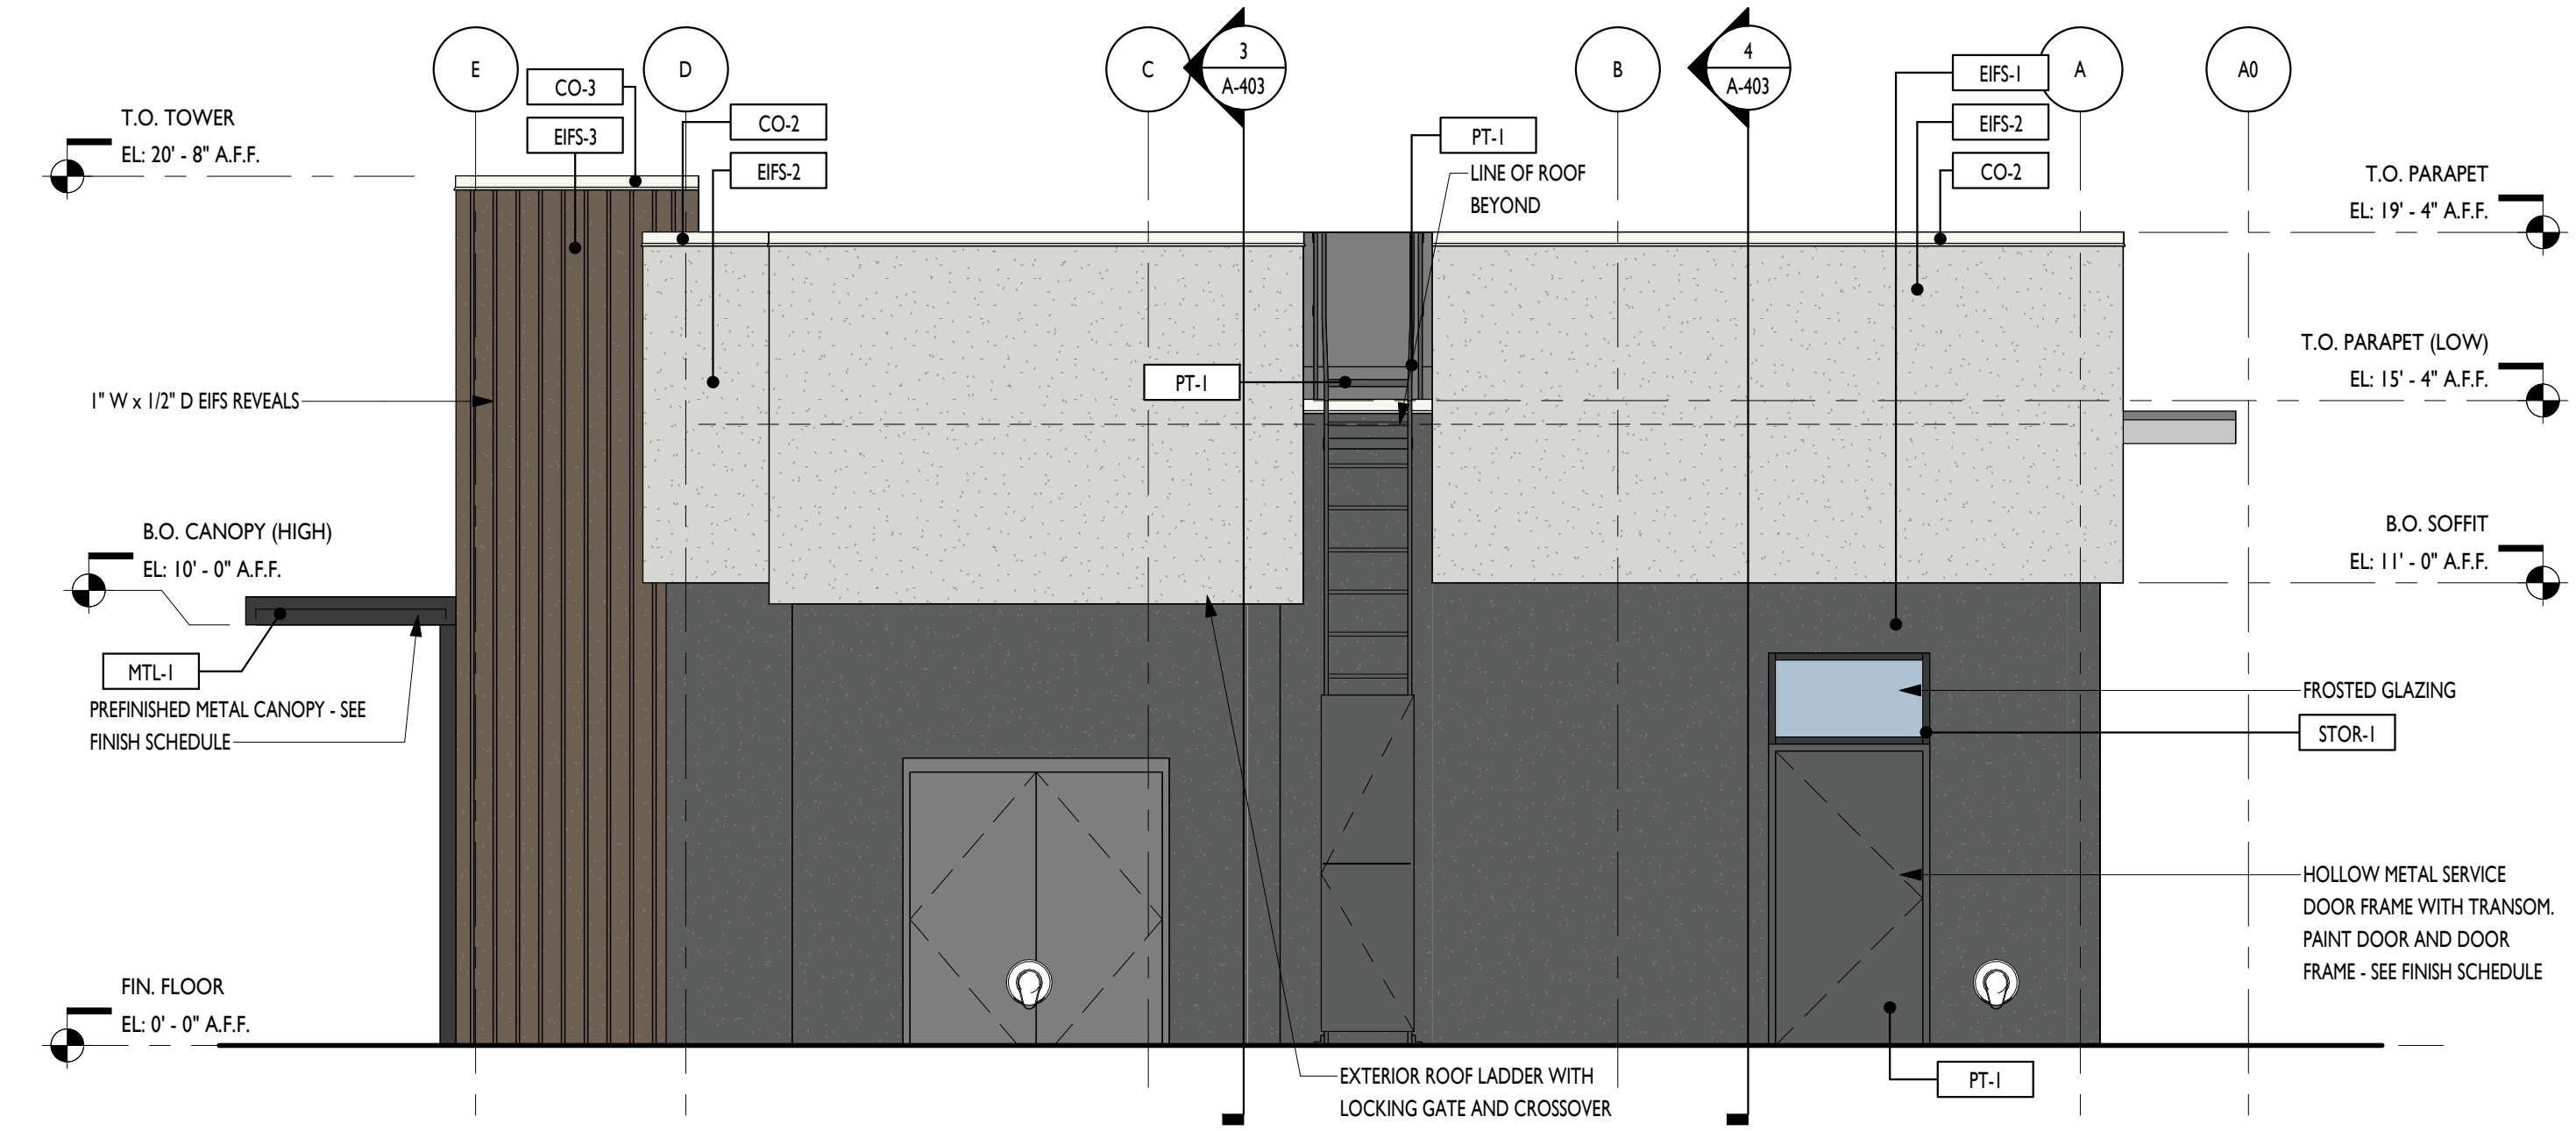 E
D
C
3
A-403
B
4
A-403
A
A0
CO-3
EIFS-3
CO-2
EIFS-2
PT-1
LINE OF ROOF
BEYOND
EIFS-1
EIFS-2
CO-2
T.O. TOWER
EL: 20' - 8" A.F.F.
T.O. PARAPET
EL: 19' - 4" A.F.F.
T.O. PARAPET (LOW)
EL: 15' - 4" A.F.F.
PT-1
1" W x 1/2" D EIFS REVEALS
B.O. CANOPY (HIGH)
EL: 10' - 0" A.F.F.
B.O. SOFFIT
EL: 11' - 0" A.F.F.
MTL-1
PREFINISHED METAL CANOPY - SEE
FINISH SCHEDULE
FROSTED GLAZING
STOR-1
HOLLOW METAL SERVICE
DOOR FRAME WITH TRANSOM.
PAINT DOOR AND DOOR
FRAME - SEE FINISH SCHEDULE
FIN. FLOOR
EL: 0' - 0" A.F.F.
EXTERIOR ROOF LADDER WITH
LOCKING GATE AND CROSSOVER
PT-1